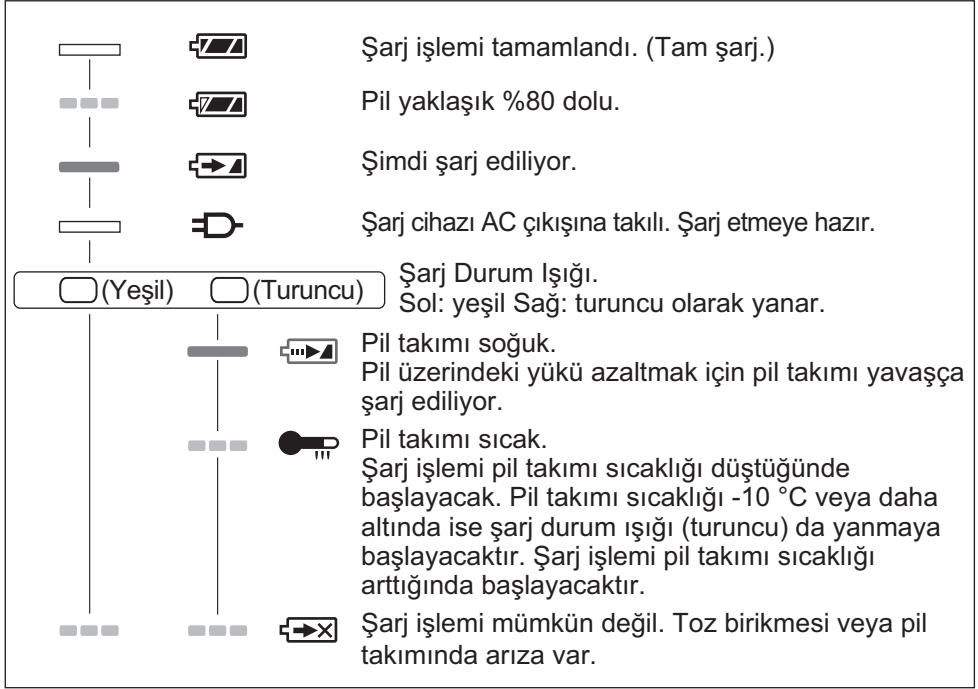 Şarj işlemi tamamlandı. (Tam şarj.)
Pil yaklaşık %80 dolu.
Şimdi şarj ediliyor.
Şarj cihazı AC çıkışına takılı. Şarj etmeye hazır.
(Yeşil) (Turuncu)
Şarj Durum Işığı.
Sol: yeşil Sağ: turuncu olarak yanar.
Pil takımı soğuk.
Pil üzerindeki yükü azaltmak için pil takımı yavaşça
şarj ediliyor.
Pil takımı sıcak.
Şarj işlemi pil takımı sıcaklığı düştüğünde
başlayacak. Pil takımı sıcaklığı -10 °C veya daha
altında ise şarj durum ışığı (turuncu) da yanmaya
başlayacaktır. Şarj işlemi pil takımı sıcaklığı
arttığında başlayacaktır.
Şarj işlemi mümkün değil. Toz birikmesi veya pil
takımında arıza var.